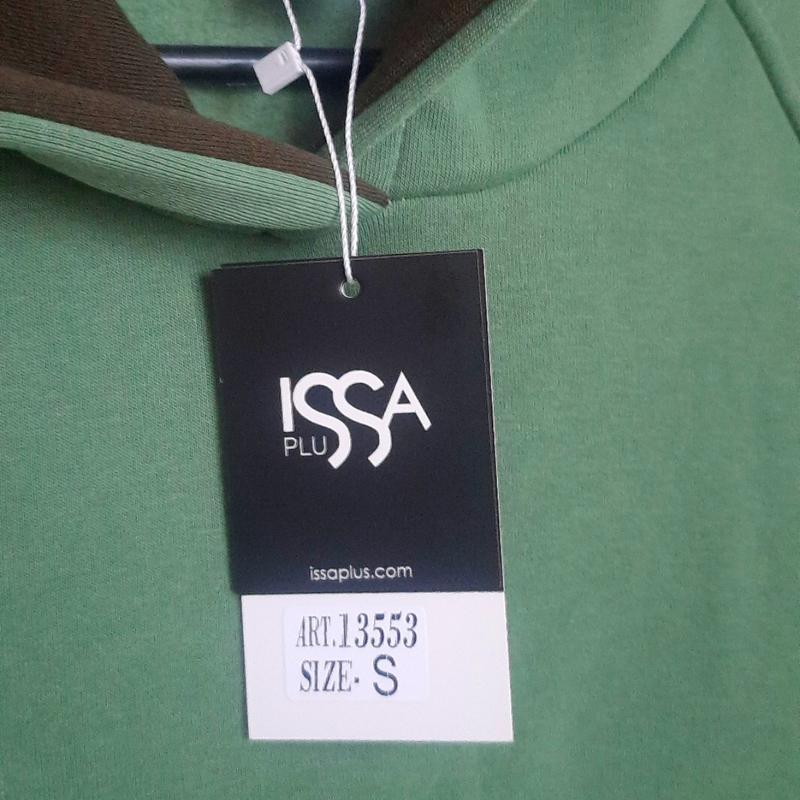 ISSA
PLUS
issaplus.com
ART.13553
SIZE- S